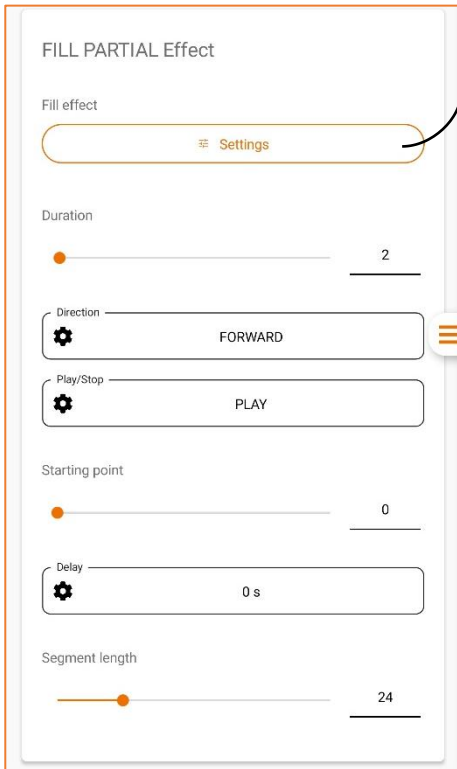 FILL PARTIAL Effect
Fill effect
Settings
Duration
2
Direction
FORWARD
Play/Stop
PLAY
Starting point
0
Delay
0 s
Segment length
24